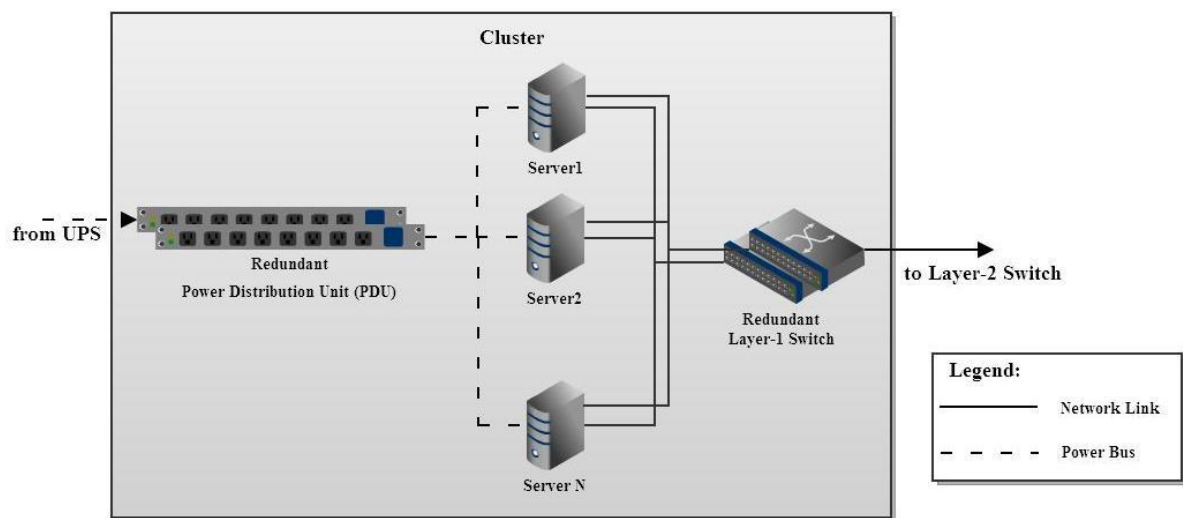 Cluster
Server1
from UPS
Redundant
Power Distribution Unit (PDU)
Server2
to Layer-2 Switch
Redundant
Layer-1 Switch
Server N
Legend:
Network Link
Power Bus